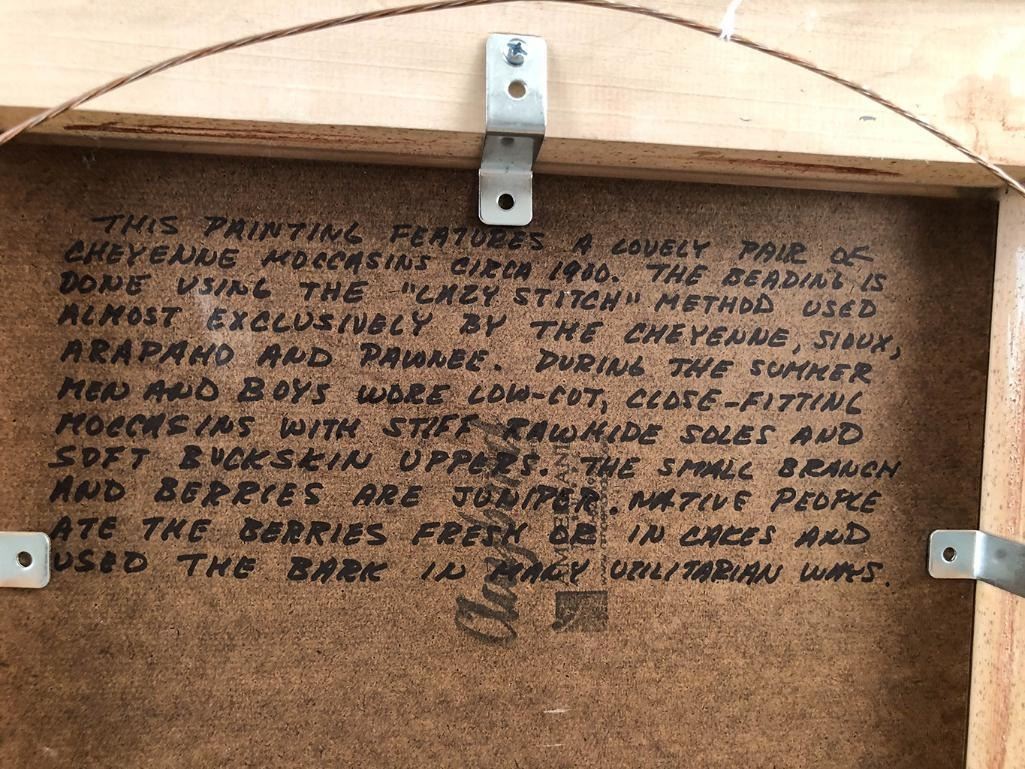 THIS PAINTING FEATURES A LOVELY PAIR OF
CHEYENNE MOCCASINS CIRCA 1900. THE BEADING IS
DONE USING THE "LAZY STITCH" METHOD USED
ALMOST EXCLUSIVELY BY THE CHEYENNE, SIOUX,
ARAPAHO AND PAWNEE. DURING THE SUMMER
MEN AND BOYS WORE LOW-CUT, CLOSE-FITTING
MOCCASINS WITH STIFF RAWHIDE SOLES AND
SOFT BUCKSKIN UPPERS. THE SMALL BRANCH
AND BERRIES ARE JUNIPER. NATIVE PEOPLE
ATE THE BERRIES FRESH OR IN CAKES AND
USED THE BARK IN MANY UTILITARIAN WAYS.